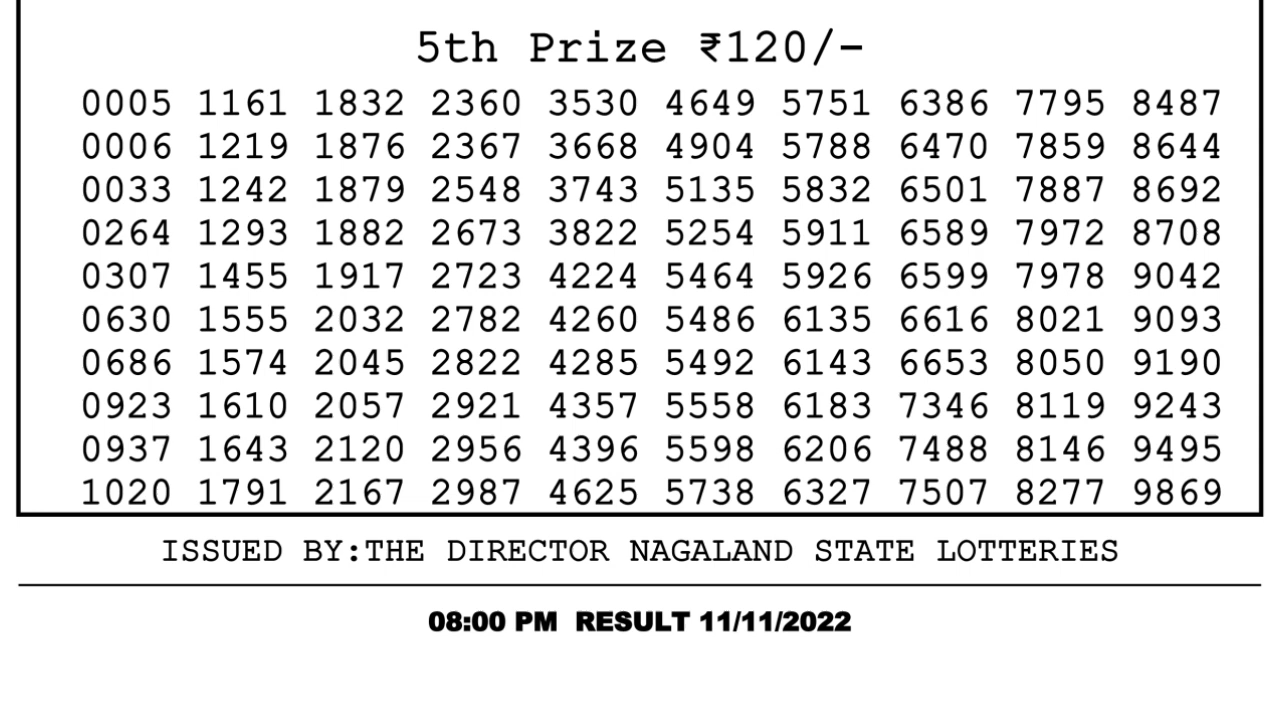 5th Prize ₹120/-
0005 1161 1832 2360 3530 4649 5751 6386 7795 8487
0006 1219 1876 2367 3668 4904 5788 6470 7859 8644
0033 1242 1879 2548 3743 5135 5832 6501 7887 8692
0264 1293 1882 2673 3822 5254 5911 6589 7972 8708
0307 1455 1917 2723 4224 5464 5926 6599 7978 9042
0630 1555 2032 2782 4260 5486 6135 6616 8021 9093
0686 1574 2045 2822 4285 5492 6143 6653 8050 9190
0923 1610 2057 2921 4357 5558 6183 7346 8119 9243
0937 1643 2120 2956 4396 5598 6206 7488 8146 9495
1020 1791 2167 2987 4625 5738 6327 7507 8277 9869
ISSUED BY:THE DIRECTOR NAGALAND STATE LOTTERIES
08:00 PM RESULT 11/11/2022